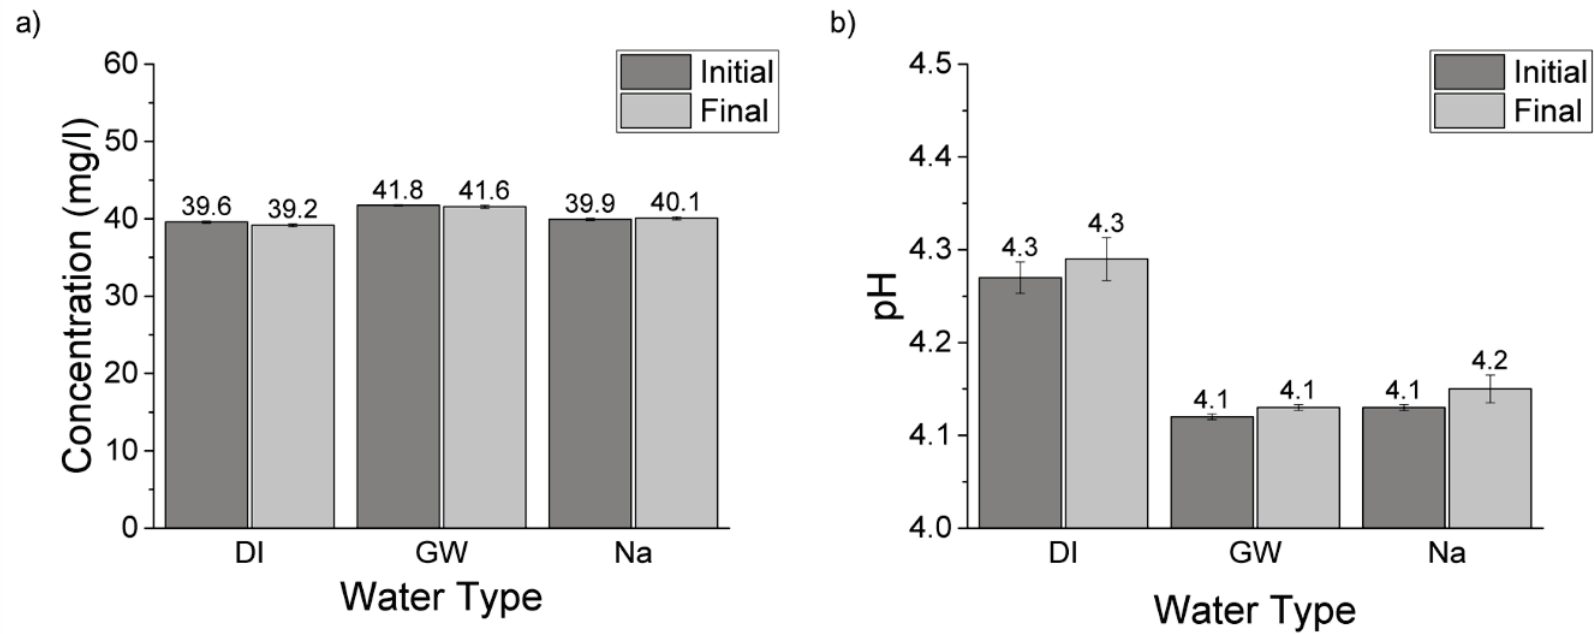 a)
60
50
40
30
20
10
0
Concentration (mg/l)
Initial
Final
39.6 39.2 41.8 41.6 39.9 40.1
DI GW Na
Water Type
b)
4.5
4.4
4.3
4.2
4.1
4.0
pH
Initial
Final
4.3 4.3 4.1 4.1 4.1 4.2
DI GW Na
Water Type